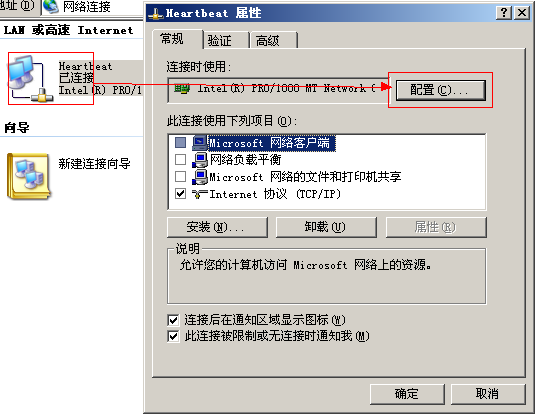 地址(D)
网络连接
LAN 或高速 Internet
Heartbeat
已连接
Intel(R) PRO/1
向导
新建连接向导
Heartbeat 属性
常规
验证
高级
连接时使用:
Intel(R) PRO/1000 MT Network C
配置(C)...
此连接使用下列项目(O):
Microsoft 网络客户端
网络负载平衡
Microsoft 网络的文件和打印机共享
Internet 协议 (TCP/IP)
安装(N)...
卸载(U)
属性(R)
说明
允许您的计算机访问 Microsoft 网络上的资源。
连接后在通知区域显示图标(W)
此连接被限制或无连接时通知我(M)
确定
取消